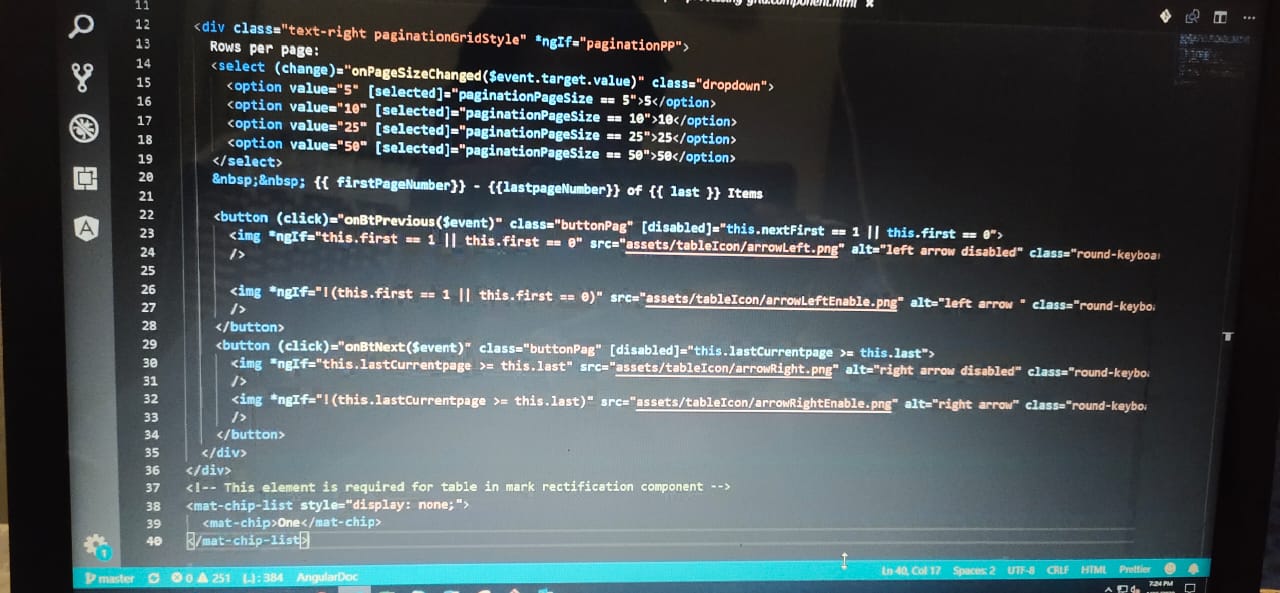 grid.component.html ×
11
12 <div class="text-right paginationGridStyle" *ngIf="paginationPP">
13 Rows per page:
14 <select (change)="onPageSizeChanged($event.target.value)" class="dropdown">
15 <option value="5" [selected]="paginationPageSize == 5">5</option>
16 <option value="10" [selected]="paginationPageSize == 10">10</option>
17 <option value="25" [selected]="paginationPageSize == 25">25</option>
18 <option value="50" [selected]="paginationPageSize == 50">50</option>
19 </select>
20 &nbsp;&nbsp; {{ firstPageNumber}} - {{lastpageNumber}} of {{ last }} Items
21
22 <button (click)="onBtPrevious($event)" class="buttonPag" [disabled]="this.nextFirst == 1 || this.first == 0">
23 <img *ngIf="this.first == 1 || this.first == 0" src="assets/tableIcon/arrowLeft.png" alt="left arrow disabled" class="round-keyboa
24 />
25
26 <img *ngIf="!(this.first == 1 || this.first == 0)" src="assets/tableIcon/arrowLeftEnable.png" alt="left arrow " class="round-keybo
27 />
28 </button>
29 <button (click)="onBtNext($event)" class="buttonPag" [disabled]="this.lastCurrentpage >= this.last">
30 <img *ngIf="this.lastCurrentpage >= this.last" src="assets/tableIcon/arrowRight.png" alt="right arrow disabled" class="round-keybo
31 />
32 <img *ngIf="!(this.lastCurrentpage >= this.last)" src="assets/tableIcon/arrowRightEnable.png" alt="right arrow" class="round-keybo
33 />
34 </button>
35 </div>
36 </div>
37 <!-- This element is required for table in mark rectification component -->
38 <mat-chip-list style="display: none;">
39 <mat-chip>One</mat-chip>
40 </mat-chip-list>
1
master 0 251 {..} : 384 AngularDoc Ln 40, Col 17 Spaces: 2 UTF-8 CRLF HTML Prettier
7:24 PM